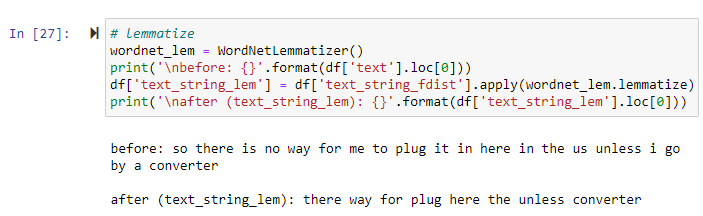 In [27]:
# lemmatize
wordnet_lem = WordNetLemmatizer()
print('\nbefore: {}'.format(df['text'].loc[0]))
df['text_string_lem'] = df['text_string_fdist'].apply(wordnet_lem.lemmatize)
print('\nafter (text_string_lem): {}'.format(df['text_string_lem'].loc[0]))
before: so there is no way for me to plug it in here in the us unless i go
by a converter
after (text_string_lem): there way for plug here the unless converter